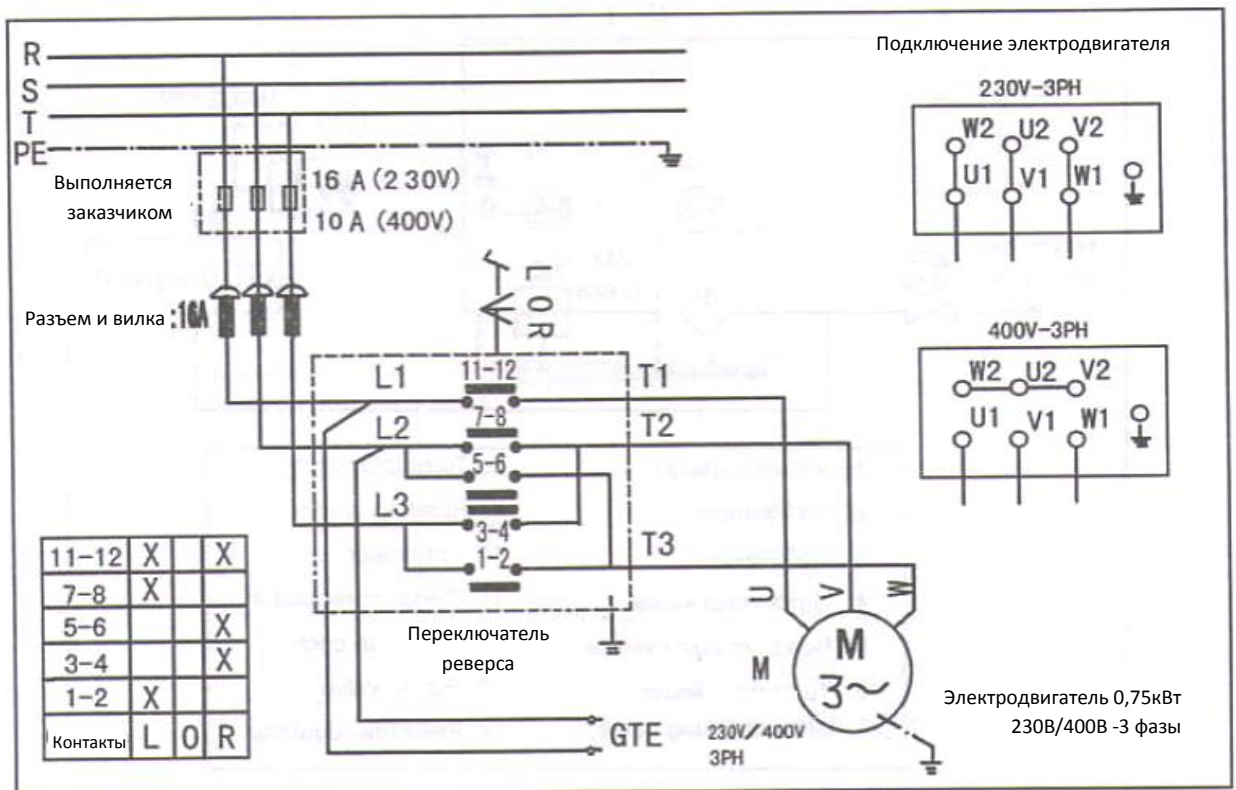 R
S
T
PE
Выполняется
заказчиком
16 A (230V)
10 A (400V)
Разъем и вилка :16A
L O R
L1
L2
L3
11-12
7-8
5-6
3-4
1-2
T1
T2
T3
Переключатель
реверса
11-12 X X
7-8 X
5-6 X
3-4 X
1-2 X
Контакты L O R
GTE
U
V
W
M
M
3~
230V/400V
3PH
Электродвигатель 0,75кВт
230В/400В -3 фазы
Подключение электродвигателя
230V-3PH
W2 U2 V2
U1 V1 W1
400V-3PH
W2 U2 V2
U1 V1 W1